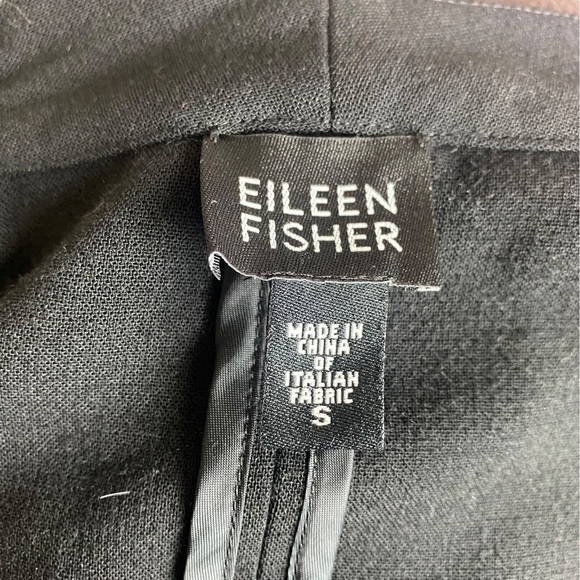 EILEEN
FISHER
MADE IN
CHINA
OF
ITALIAN
FABRIC
S